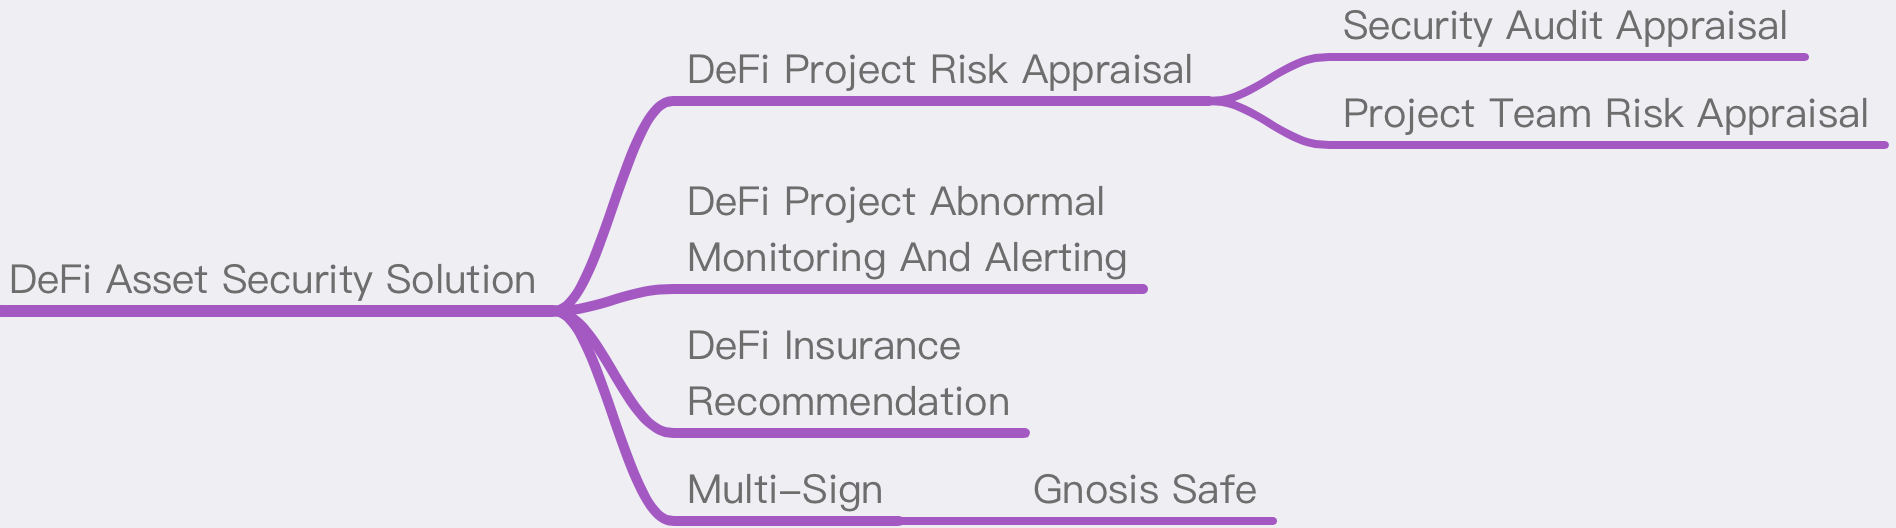 Security Audit Appraisal
DeFi Project Risk Appraisal
Project Team Risk Appraisal
DeFi Project Abnormal
Monitoring And Alerting
DeFi Asset Security Solution
DeFi Insurance
Recommendation
Multi–Sign
Gnosis Safe